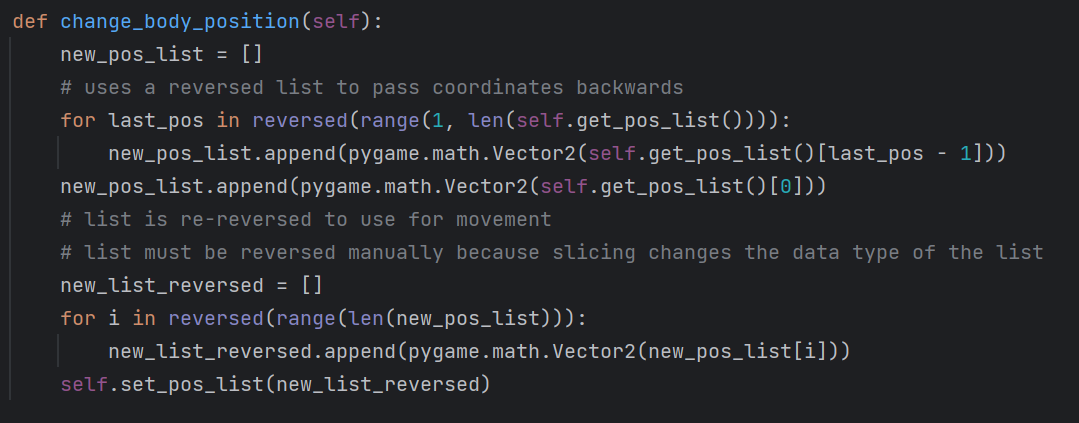 def change_body_position(self):
    new_pos_list = []
    # uses a reversed list to pass coordinates backwards
    for last_pos in reversed(range(1, len(self.get_pos_list()))):
        new_pos_list.append(pygame.math.Vector2(self.get_pos_list()[last_pos - 1]))
    new_pos_list.append(pygame.math.Vector2(self.get_pos_list()[0]))
    # list is re-reversed to use for movement
    # list must be reversed manually because slicing changes the data type of the list
    new_list_reversed = []
    for i in reversed(range(len(new_pos_list))):
        new_list_reversed.append(pygame.math.Vector2(new_pos_list[i]))
    self.set_pos_list(new_list_reversed)